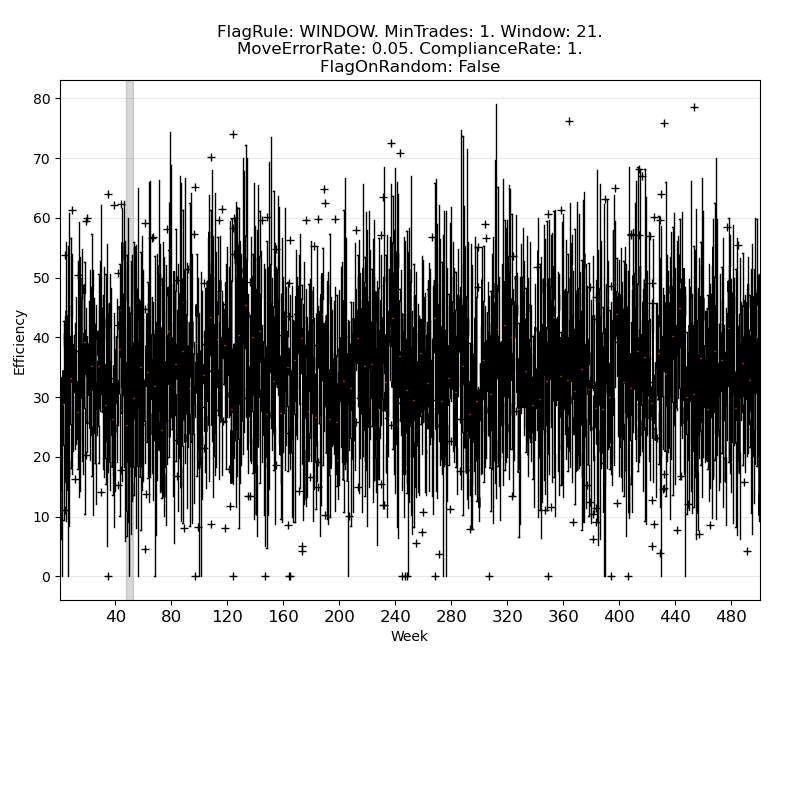 FlagRule: WINDOW. MinTrades: 1. Window: 21.
MoveErrorRate: 0.05. ComplianceRate: 1.
FlagOnRandom: False
80
70
60
50
40
30
20
10
0
Efficiency
40 80 120 160 200 240 280 320 360 400 440 480
Week